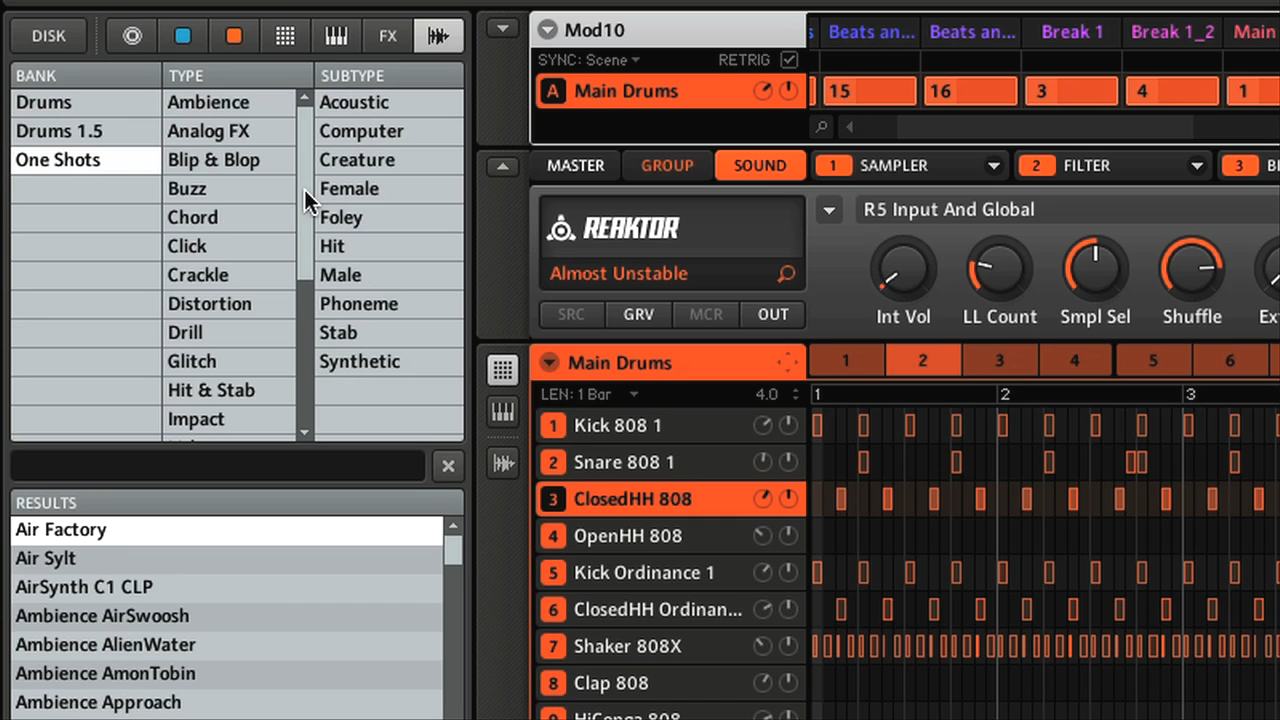 DISK FX
BANK TYPE SUBTYPE
Drums Ambience Acoustic
Drums 1.5 Analog FX Computer
One Shots Blip & Blop Creature
Buzz Female
Chord Foley
Click Hit
Crackle Male
Distortion Phoneme
Drill Stab
Glitch Synthetic
Hit & Stab
Impact
RESULTS
Air Factory
Air Sylt
AirSynth C1 CLP
Ambience AirSwoosh
Ambience AlienWater
Ambience AmonTobin
Ambience Approach
Mod10 Beats an... Beats an... Break 1 Break 1_2 Main
SYNC: Scene RETRIG
A Main Drums 15 16 3 4 1
MASTER GROUP SOUND 1 SAMPLER 2 FILTER 3
REAKTOR R5 Input And Global
Almost Unstable
SRC GRV MCR OUT
Int Vol LL Count Smpl Sel Shuffle
Main Drums 1 2 3 4 5 6
LEN: 1 Bar 4.0 1 2 3
1 Kick 808 1
2 Snare 808 1
3 ClosedHH 808
4 OpenHH 808
5 Kick Ordinance 1
6 ClosedHH Ordinan...
7 Shaker 808X
8 Clap 808
9 HiConga 808